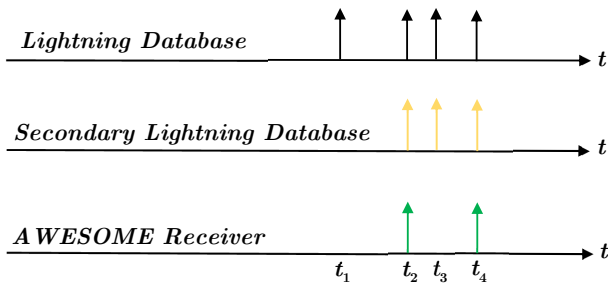 Lightning Database
t
Secondary Lightning Database
t
AWESOME Receiver
t
t1 t2 t3 t4